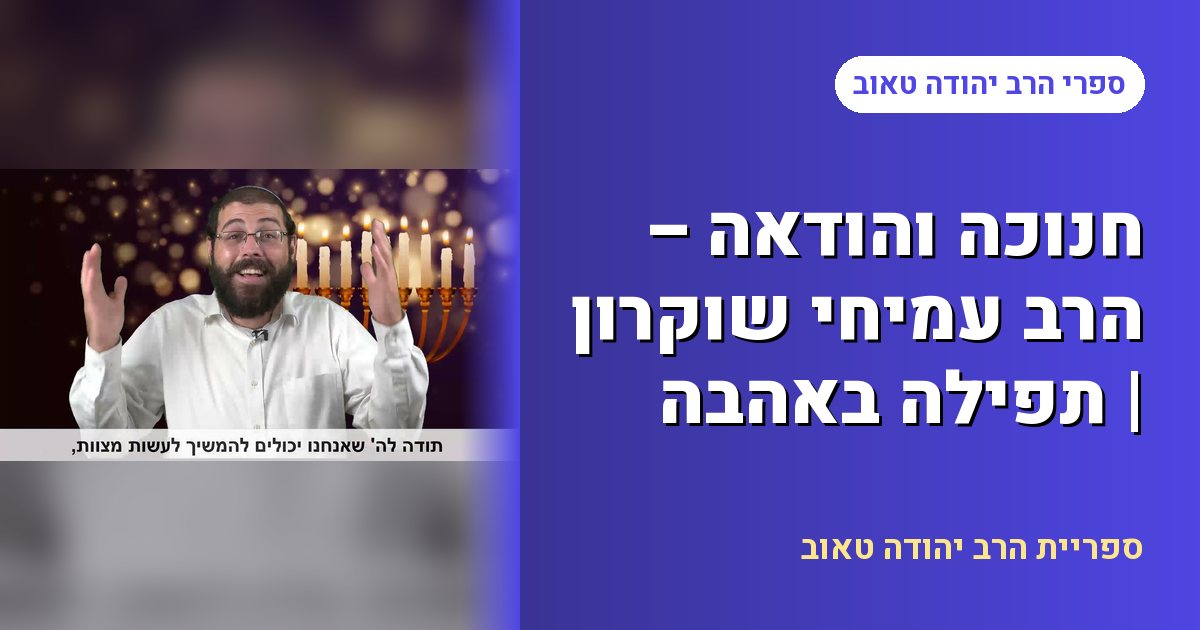 ספרי הרב יהודה טאוב
חנוכה והודאה –
הרב עמיחי שוקרון
| תפילה באהבה
ספריית הרב יהודה טאוב
תודה לה' שאנחנו יכולים להמשיך לעשות מצוות,